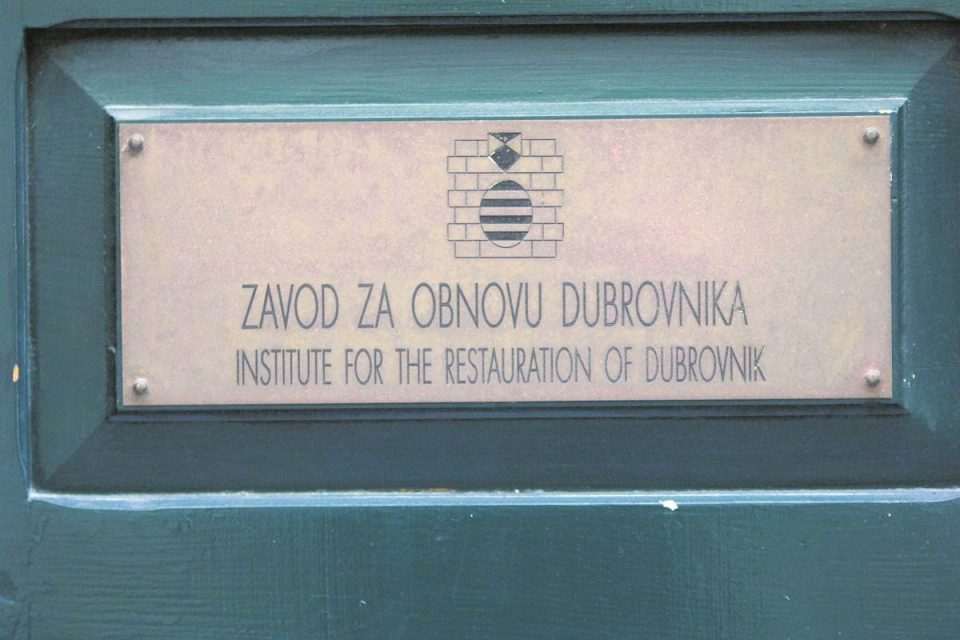 ZAVOD ZA OBNOVU DUBROVNIKA
INSTITUTE FOR THE RESTAURATION OF DUBROVNIK